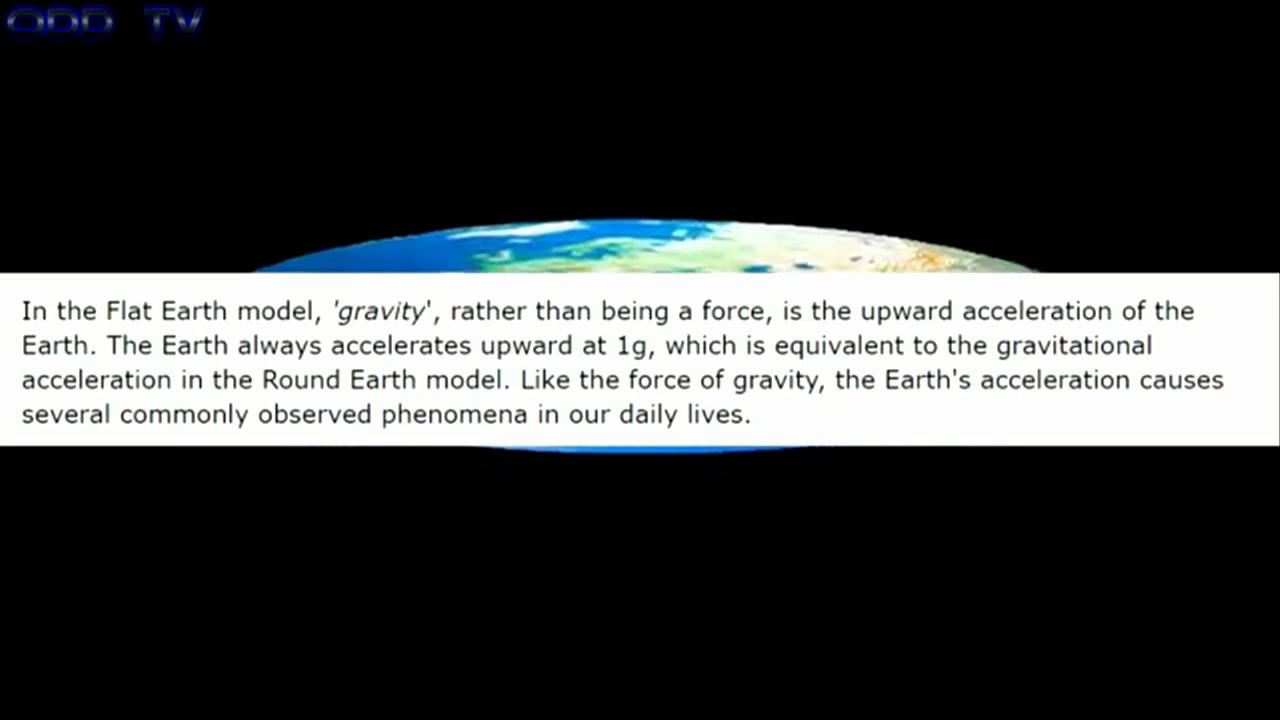 ODD TV
In the Flat Earth model, 'gravity', rather than being a force, is the upward acceleration of the
Earth. The Earth always accelerates upward at 1g, which is equivalent to the gravitational
acceleration in the Round Earth model. Like the force of gravity, the Earth's acceleration causes
several commonly observed phenomena in our daily lives.